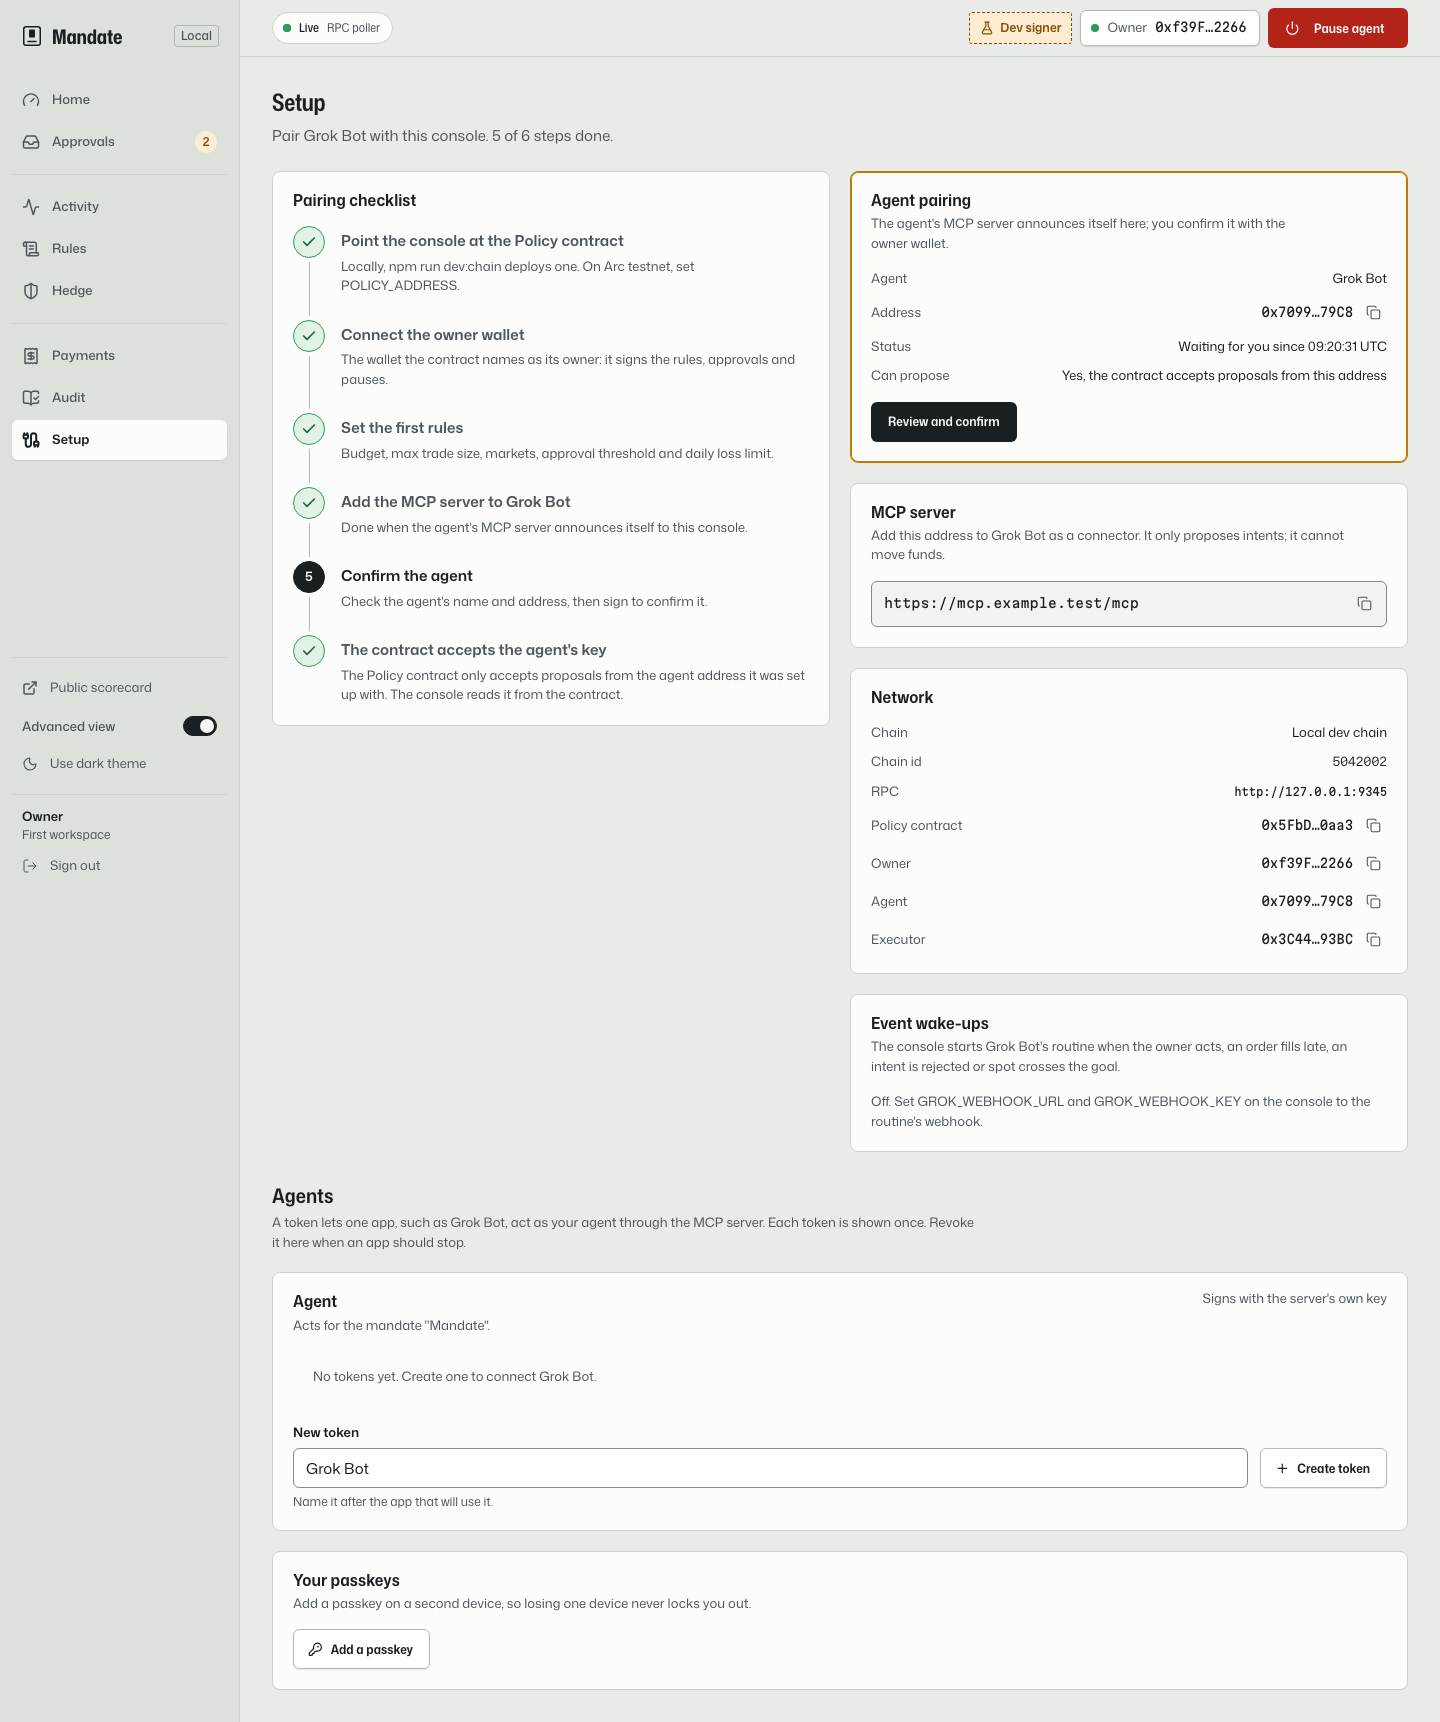 Mandate
Local
Home
Approvals
2
Activity
Rules
Hedge
Payments
Audit
Setup
Public scorecard
Advanced view
Use dark theme
Owner
First workspace
Sign out
Live RPC poller
Dev signer
Owner 0xf39F…2266
Pause agent
Setup
Pair Grok Bot with this console. 5 of 6 steps done.
Pairing checklist
Point the console at the Policy contract
Locally, npm run dev:chain deploys one. On Arc testnet, set
POLICY_ADDRESS.
Connect the owner wallet
The wallet the contract names as its owner: it signs the rules, approvals and
pauses.
Set the first rules
Budget, max trade size, markets, approval threshold and daily loss limit.
Add the MCP server to Grok Bot
Done when the agent's MCP server announces itself to this console.
5
Confirm the agent
Check the agent's name and address, then sign to confirm it.
The contract accepts the agent's key
The Policy contract only accepts proposals from the agent address it was set
up with. The console reads it from the contract.
Agent pairing
The agent's MCP server announces itself here; you confirm it with the
owner wallet.
Agent Grok Bot
Address 0x7099…79C8
Status Waiting for you since 09:20:31 UTC
Can propose Yes, the contract accepts proposals from this address
Review and confirm
MCP server
Add this address to Grok Bot as a connector. It only proposes intents; it cannot
move funds.
https://mcp.example.test/mcp
Network
Chain Local dev chain
Chain id 5042002
RPC http://127.0.0.1:9345
Policy contract 0x5FbD…0aa3
Owner 0xf39F…2266
Agent 0x7099…79C8
Executor 0x3C44…93BC
Event wake-ups
The console starts Grok Bot's routine when the owner acts, an order fills late, an
intent is rejected or spot crosses the goal.
Off. Set GROK_WEBHOOK_URL and GROK_WEBHOOK_KEY on the console to the
routine's webhook.
Agents
A token lets one app, such as Grok Bot, act as your agent through the MCP server. Each token is shown once. Revoke
it here when an app should stop.
Agent
Signs with the server's own key
Acts for the mandate "Mandate".
No tokens yet. Create one to connect Grok Bot.
New token
Grok Bot
Create token
Name it after the app that will use it.
Your passkeys
Add a passkey on a second device, so losing one device never locks you out.
Add a passkey